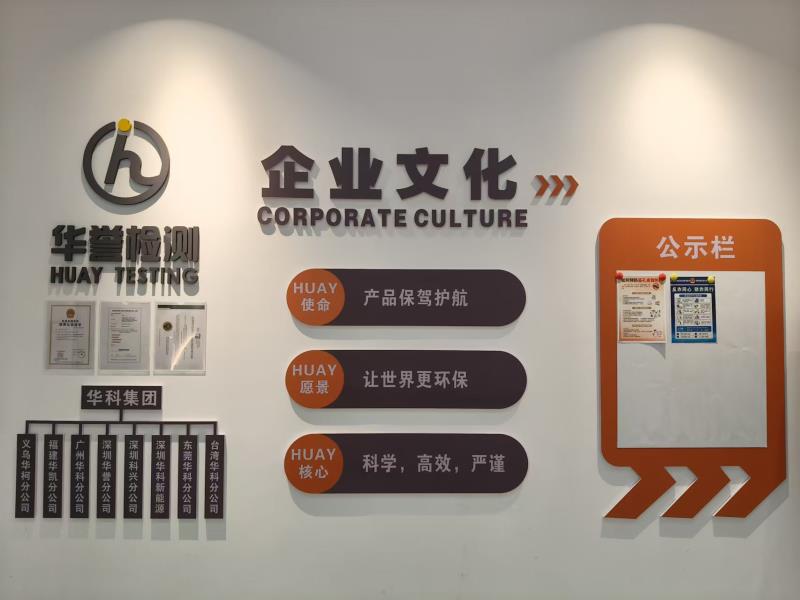 华誉检测
HUAY TESTING
企业文化
CORPORATE CULTURE
HUAY
使命
产品保驾护航
HUAY
愿景
让世界更环保
HUAY
核心
科学，高效，严谨
华科集团
义乌华柯分公司
福建华凯分公司
广州华科分公司
深圳华誉分公司
深圳科兴分公司
深圳华科新能源
东莞华科分公司
台湾华科分公司
公示栏